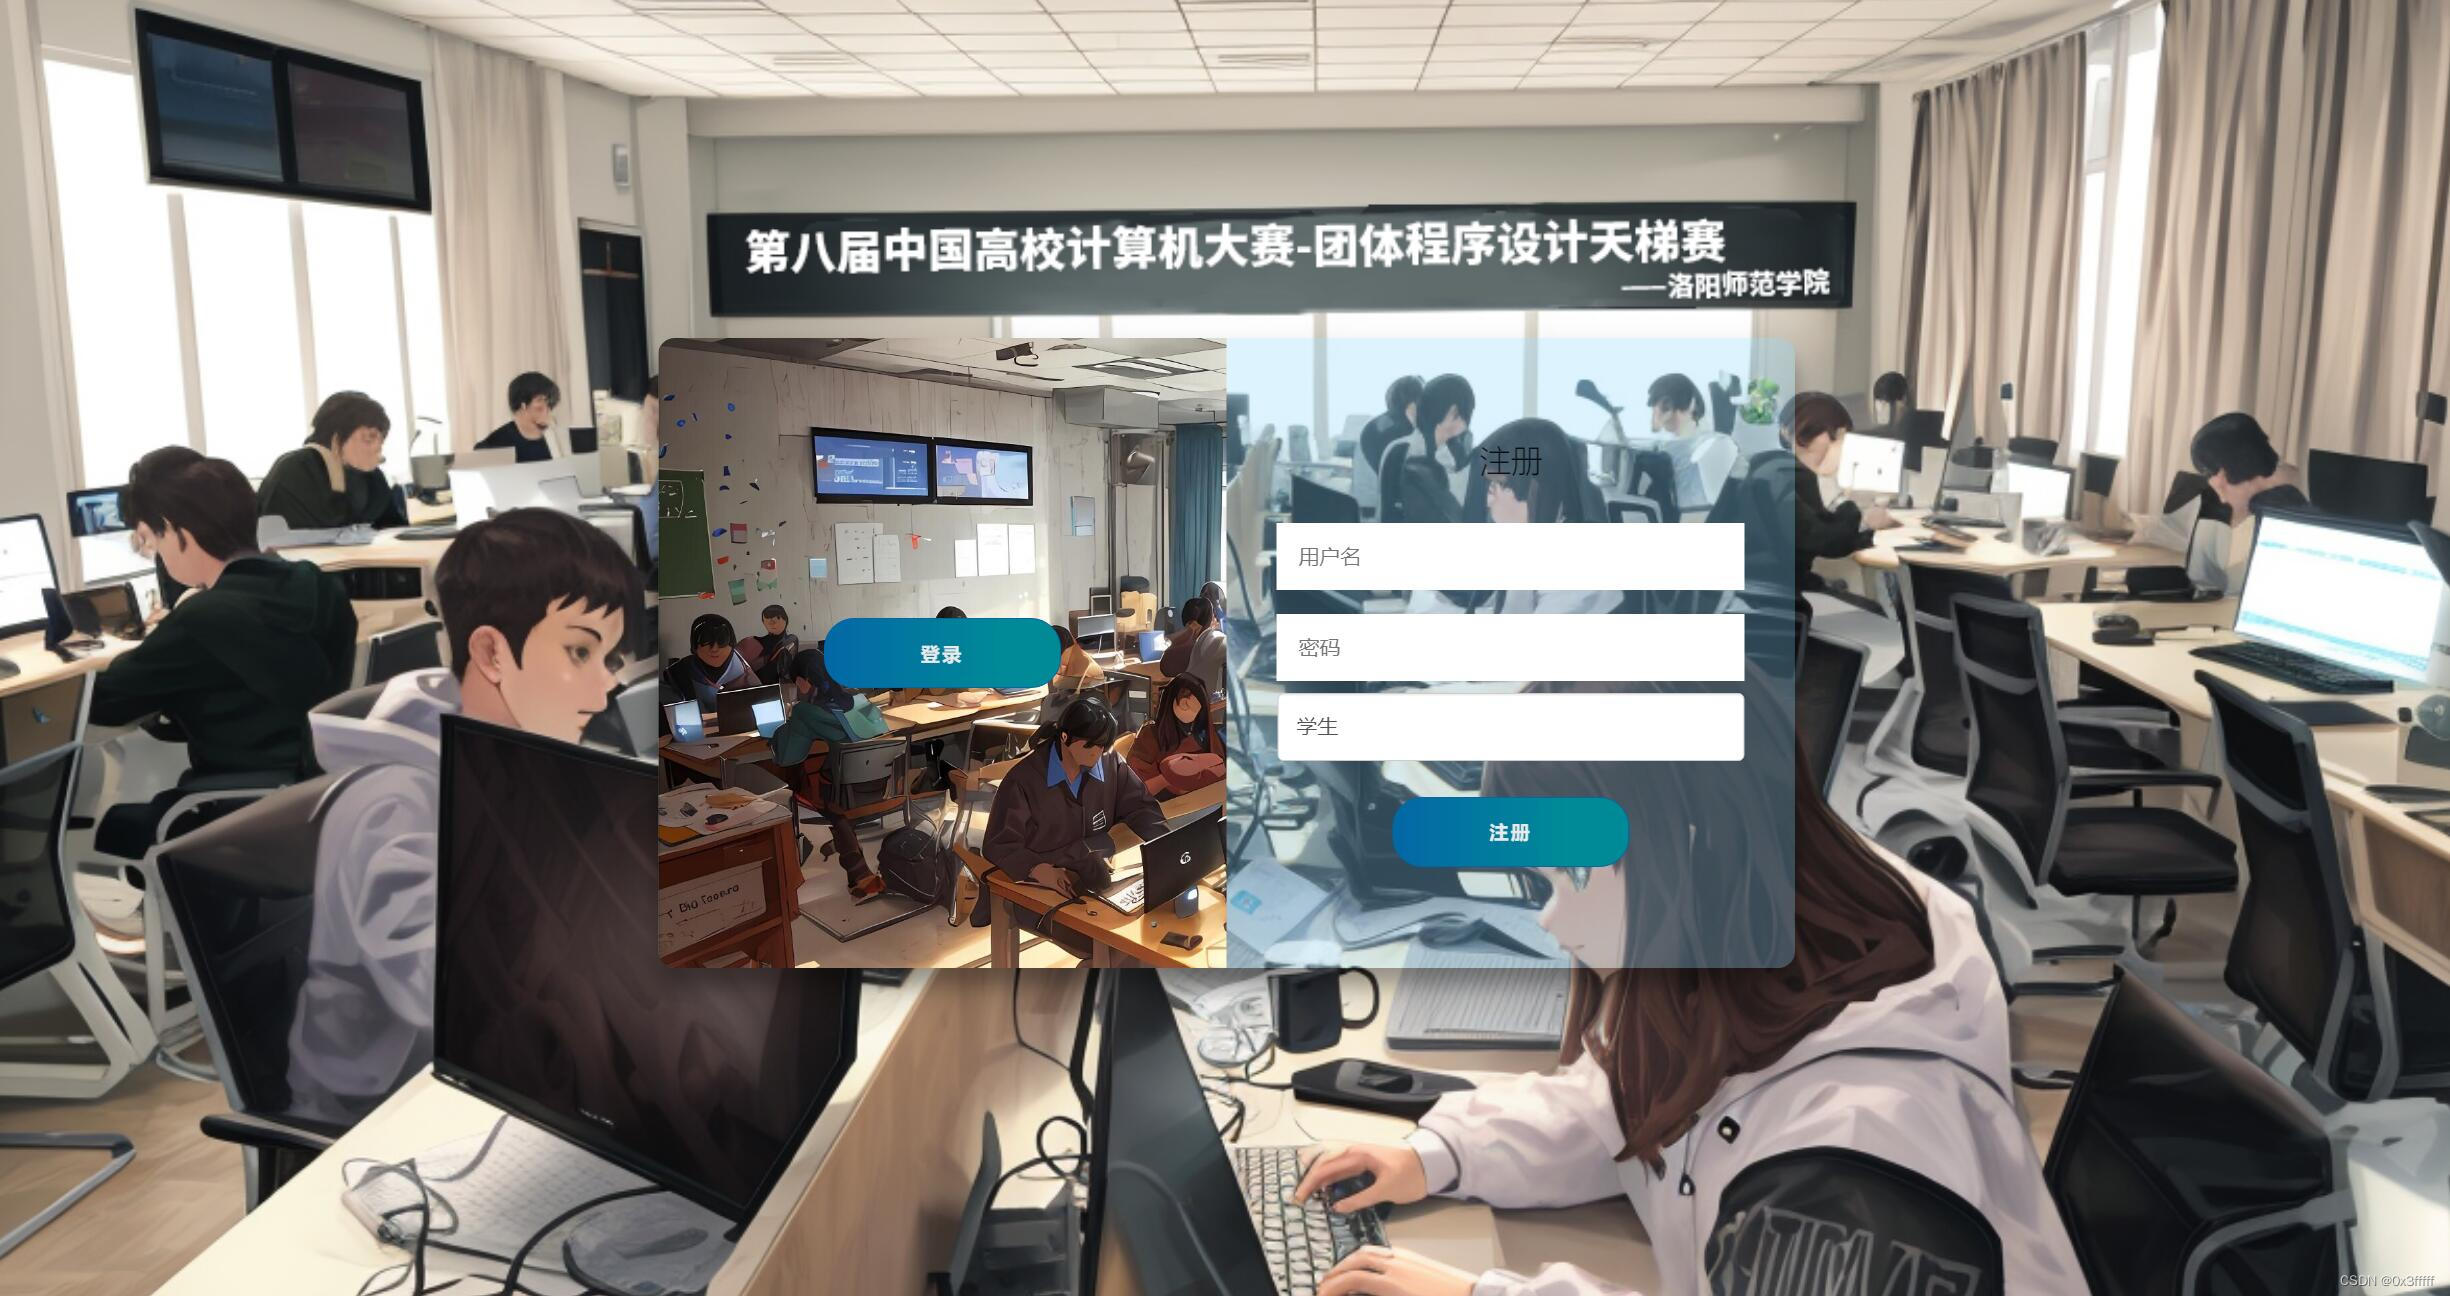 第八届中国高校计算机大赛-团体程序设计天梯赛
——洛阳师范学院
注册
用户名
密码
学生
登录
注册
CSDN @0x3fffff